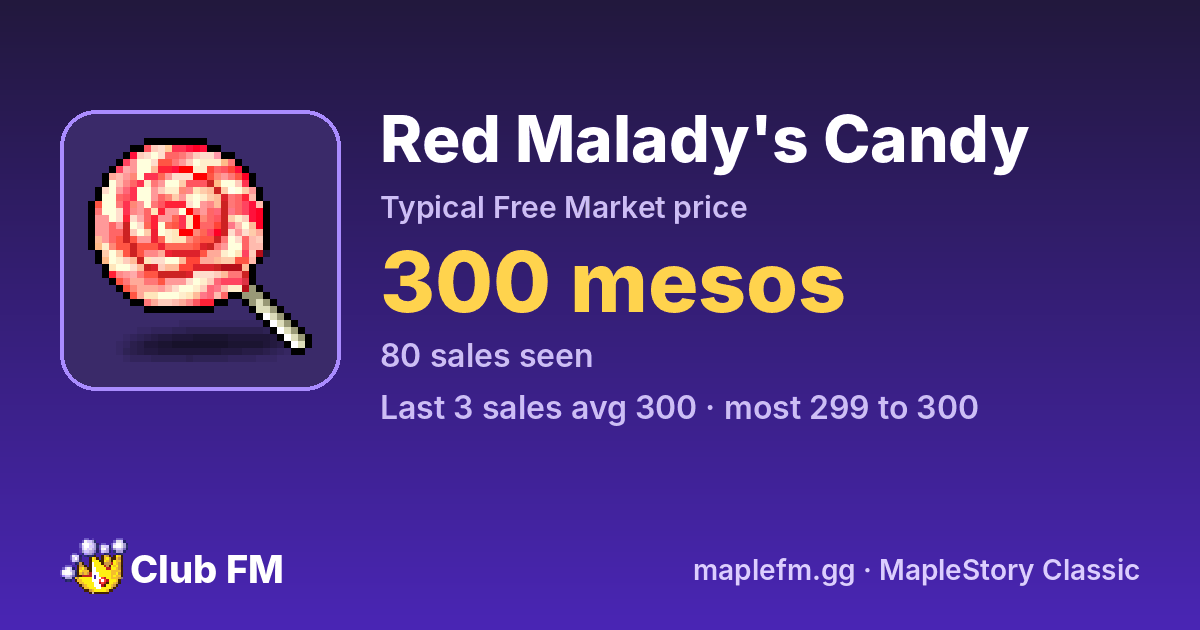 Red Malady's Candy
Typical Free Market price
300 mesos
80 sales seen
Last 3 sales avg 300 · most 299 to 300
Club FM
maplefm.gg · MapleStory Classic